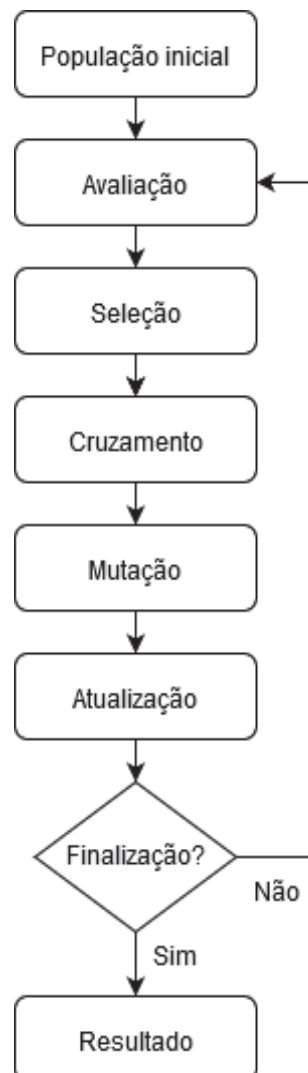 População inicial
Avaliação
Seleção
Cruzamento
Mutação
Atualização
Finalização?
Não
Sim
Resultado